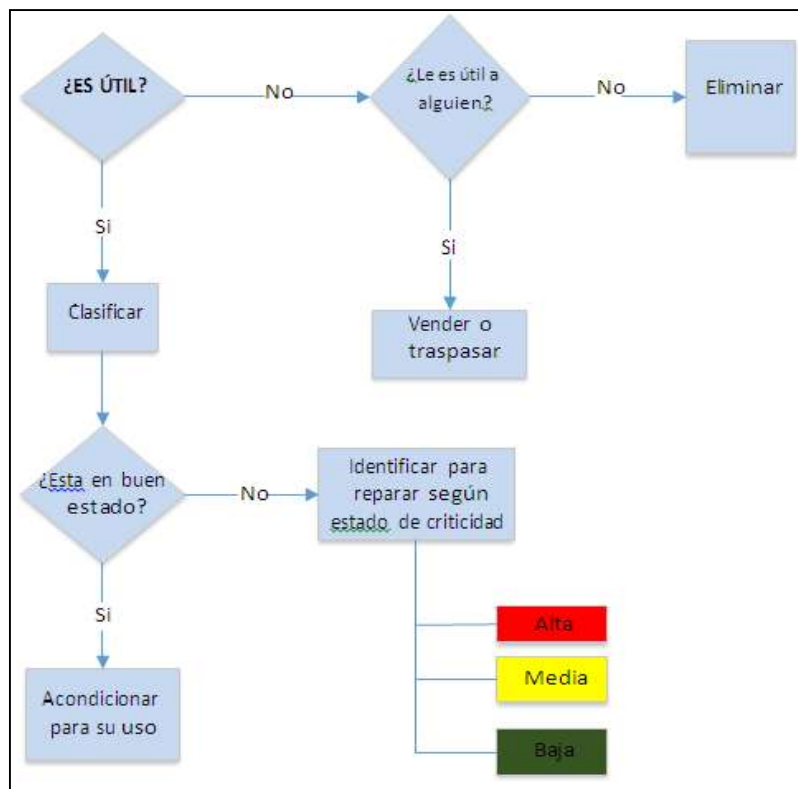 ¿ES ÚTIL?
No
¿Le es útil a
alguien?
No
Eliminar
Si
Si
Clasificar
Vender o
traspasar
¿Esta en buen
estado?
No
Identificar para
reparar según
estado de criticidad
Si
Alta
Media
Baja
Acondicionar
para su uso